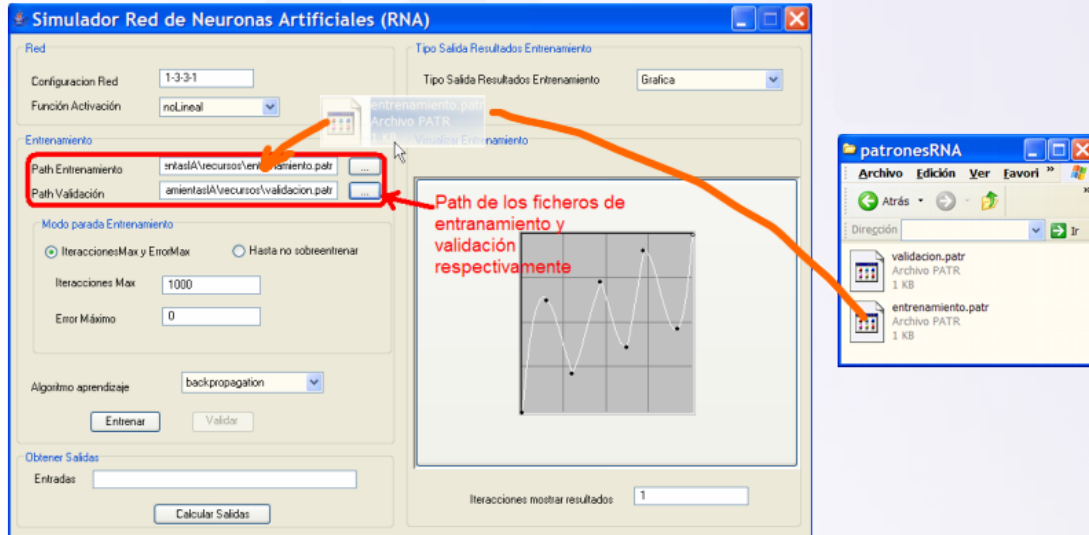 Simulador Red de Neuronas Artificiales (RNA)
Red
Configuracion Red
1-3-3-1
Función Activación
noLineal
Tipo Salida Resultados Entrenamiento
Tipo Salida Resultados Entrenamiento
Grafica
entrenamiento.patr
Archivo PATR
1 KB
Entrenamiento
Path Entrenamiento
entasIA\recursos\entrenamiento.patr
...
Path Validación
amientasIA\recursos\validacion.patr
...
Visualizar Entrenamiento
Path de los ficheros de
entranamiento y
validación
respectivamente
Modo parada Entrenamiento
IteraccionesMax y ErrorMax
Hasta no sobreentrenar
Iteracciones Max
1000
Error Máximo
0
Algoritmo aprendizaje
backpropagation
Entrenar
Validar
Obtener Salidas
Entradas
Calcular Salidas
Iteracciones mostrar resultados
1
patronesRNA
Archivo Edición Ver Favori »
Atrás
»
Dirección
Ir
validacion.patr
Archivo PATR
1 KB
entrenamiento.patr
Archivo PATR
1 KB